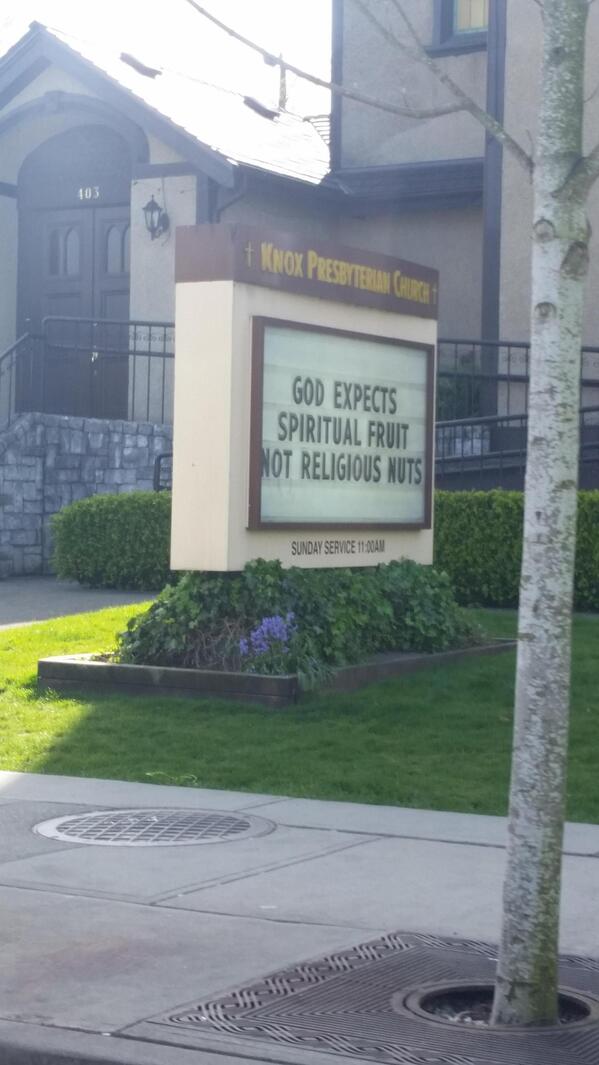 403
KNOX PRESBYTERIAN CHURCH
GOD EXPECTS
SPIRITUAL FRUIT
NOT RELIGIOUS NUTS
SUNDAY SERVICE 11:00AM